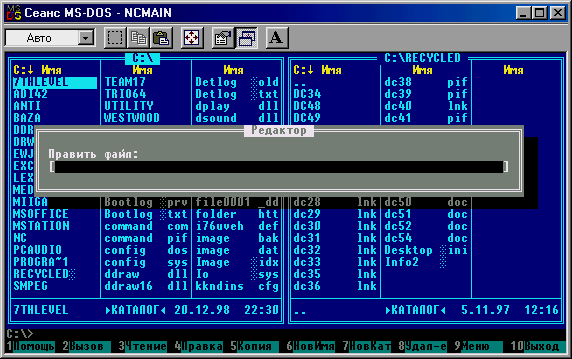 Сеанс MS-DOS - NCMAIN
Авто
C:\ C:\RECYCLED
C:↓ Имя Имя Имя C:↓ Имя Имя Имя
7THLEVEL TEAM17 Detlog old .. dc38 pif
ADI42 TRIO64 Detlog txt DC34 dc39 pif
ANTI UTILITY dplay dll DC48 dc40 lnk
BAZA WESTWOOD dsound dll DC49 dc41 pif
DDR
DRW
EWJ
EXC
LEX
MED
Редактор
Править файл:
[ ]
MIIGA Bootlog prv file0001 _dd dc28 lnk dc50 doc
MSOFFICE Bootlog txt folder htt dc29 lnk dc51 doc
MSTATION command com i76uveh def dc30 lnk dc52 doc
NC command pif image bak dc31 lnk dc54 doc
PCAUDIO config dos image dat dc32 lnk Desktop ini
PROGRA~1 config sys Image idx dc33 lnk Info2
RECYCLED ddraw dll Io sys dc35 lnk
SMPEG ddraw16 dll kkndins cfg dc36 lnk
7THLEVEL ►КАТАЛОГ◄ 20.12.98 22:30 .. ►КАТАЛОГ◄ 5.11.97 12:16
C:\>
1Помощь 2Вызов 3Чтение 4Правка 5Копия 6НовИмя 7НовКат 8Удал-е 9Меню 10Выход